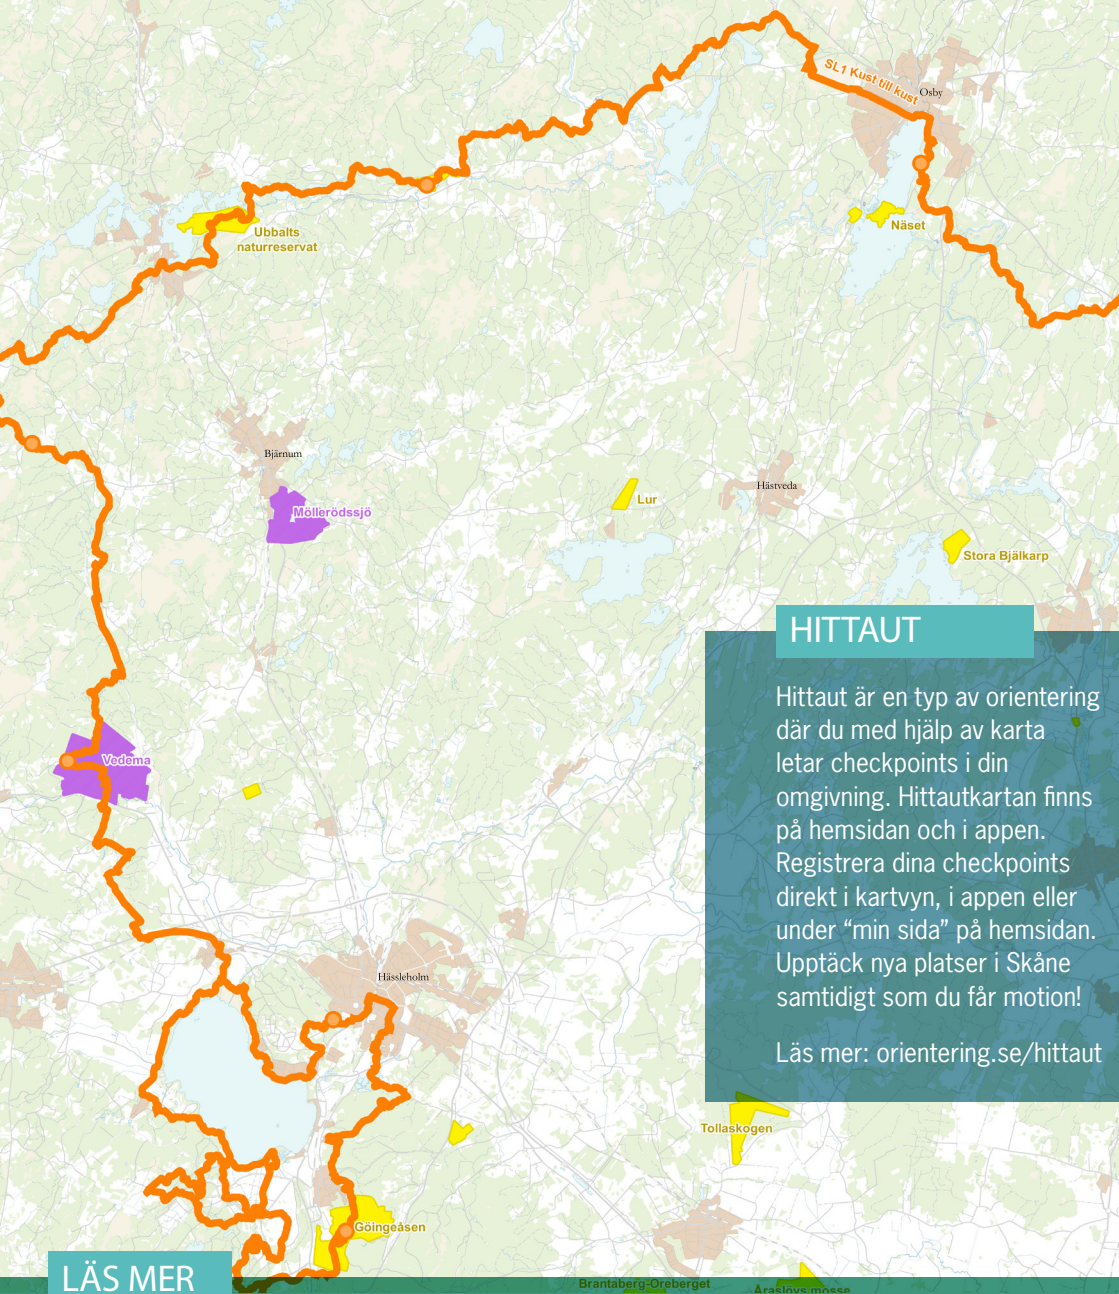 SL1 Kust till kust
Osby
Ubbalts
naturreservat
Näset
Bjärnum
Möllerödssjö
Lur
Hästveda
Stora Bjälkarp
HITTAUT
Hittaut är en typ av orientering
där du med hjälp av karta
letar checkpoints i din
omgivning. Hittautkartan finns
på hemsidan och i appen.
Registrera dina checkpoints
direkt i kartvyn, i appen eller
under “min sida” på hemsidan.
Upptäck nya platser i Skåne
samtidigt som du får motion!
Läs mer: orientering.se/hittaut
Vedema
Hässleholm
Tollaskogen
Göingeåsen
LÄS MER
Brantaberg-Oreberget
Araslövs mosse